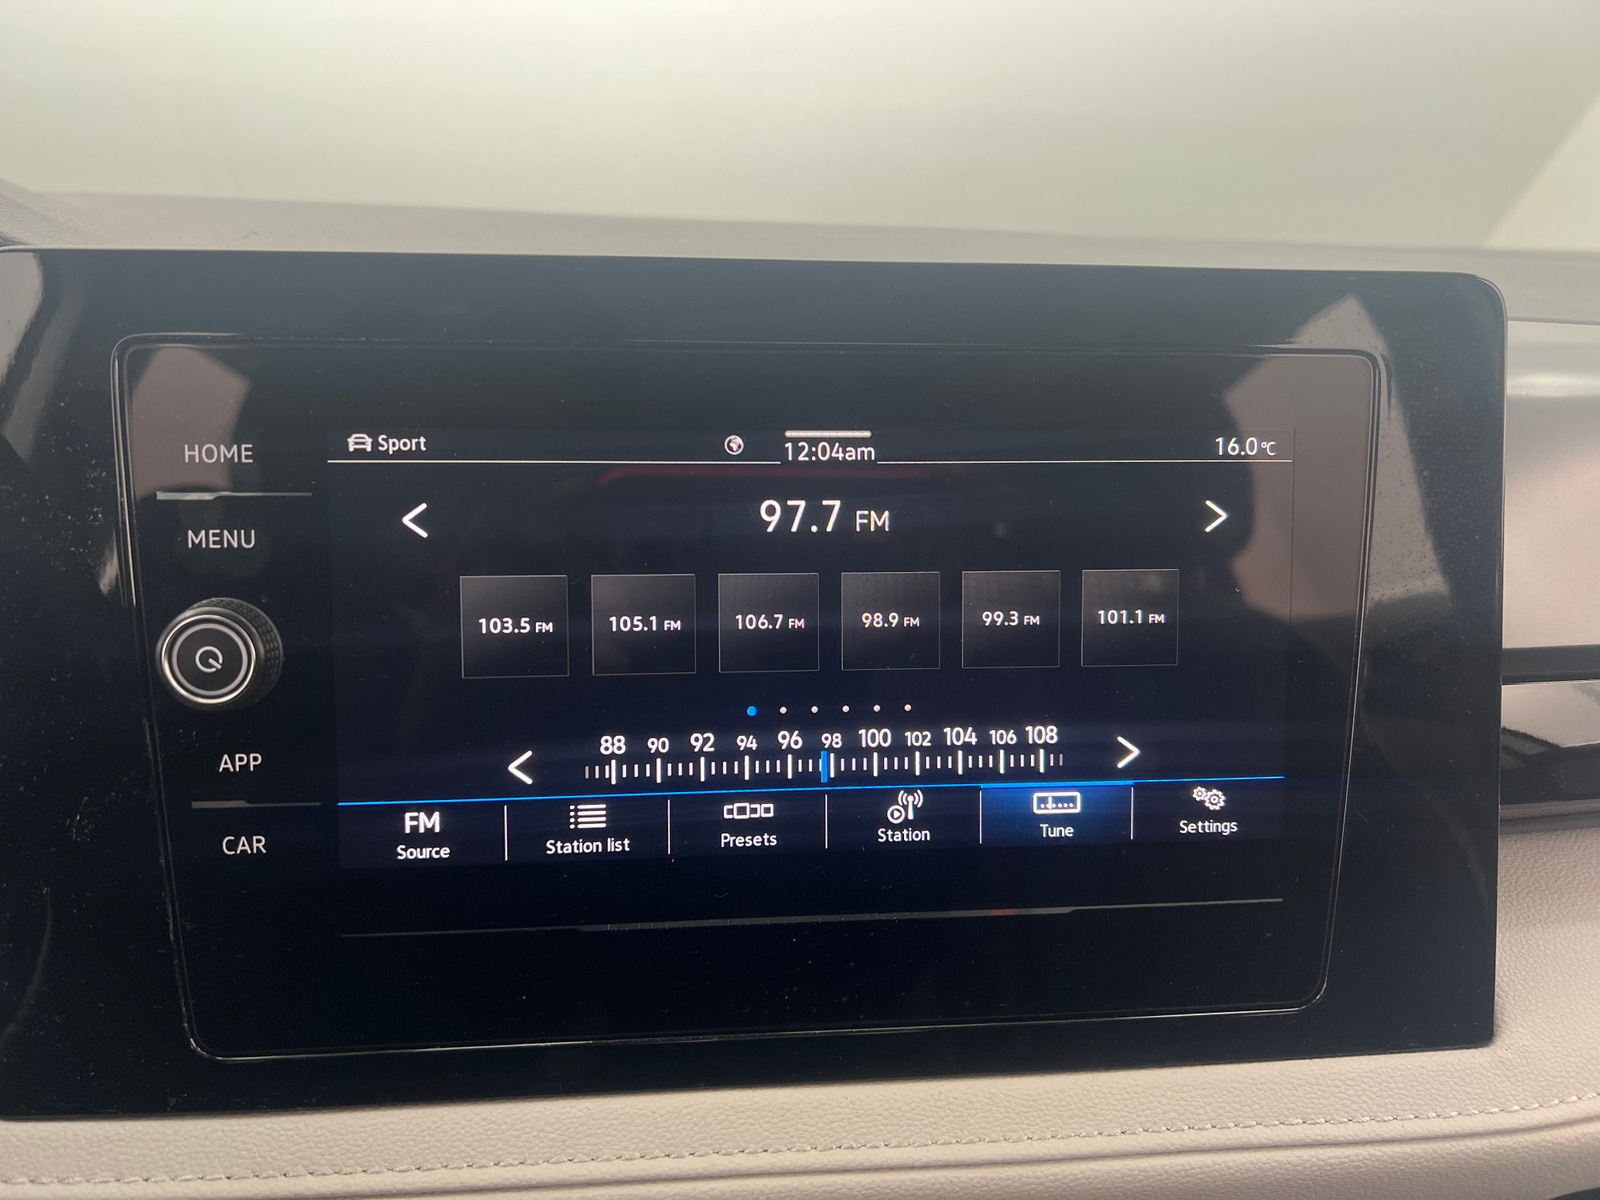 HOME
MENU
APP
CAR
Sport
12:04am
16.0°C
97.7 FM
103.5 FM
105.1 FM
106.7 FM
98.9 FM
99.3 FM
101.1 FM
88 90 92 94 96 98 100 102 104 106 108
FM
Source
Station list
Presets
Station
Tune
Settings